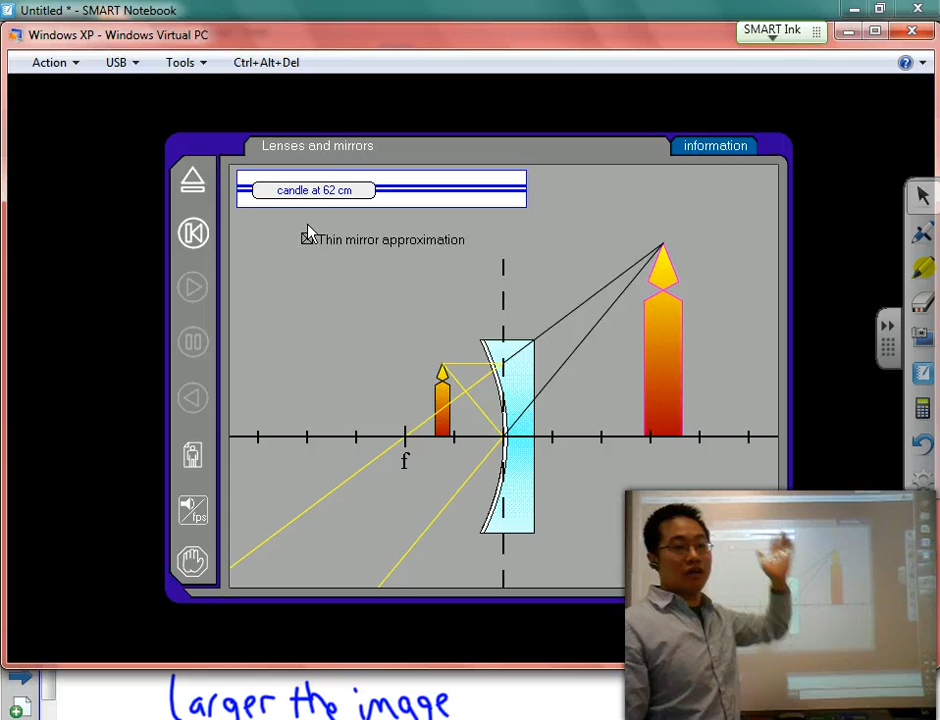 Untitled * - SMART Notebook
Windows XP - Windows Virtual PC
SMART Ink
Action
USB
Tools
Ctrl+Alt+Del
Lenses and mirrors
information
candle at 62 cm
Thin mirror approximation
f
fps
Larger the image